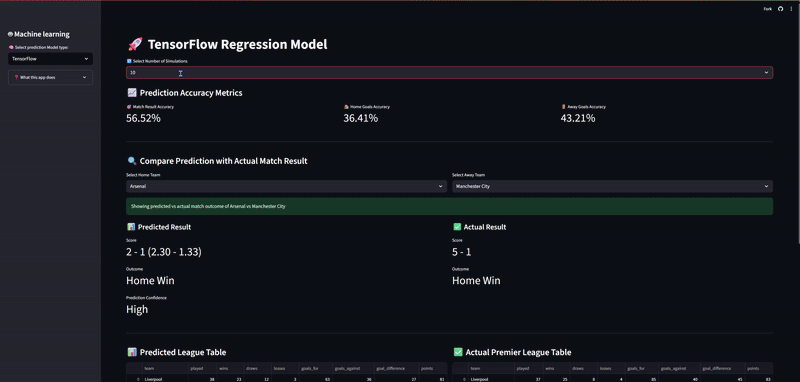 Fork
Machine learning
Select prediction Model type:
TensorFlow
What this app does
TensorFlow Regression Model
Select Number of Simulations
10
Prediction Accuracy Metrics
Match Result Accuracy
56.52%
Home Goals Accuracy
36.41%
Away Goals Accuracy
43.21%
Compare Prediction with Actual Match Result
Select Home Team
Arsenal
Select Away Team
Manchester City
Showing predicted vs actual match outcome of Arsenal vs Manchester City
Predicted Result
Score
2 - 1 (2.30 - 1.33)
Outcome
Home Win
Prediction Confidence
High
Actual Result
Score
5 - 1
Outcome
Home Win
Predicted League Table
team played wins draws losses goals_for goals_against goal_difference points
Liverpool 38 23 12 3 63 36 27 81
Actual Premier League Table
team played wins draws losses goals_for goals_against goal_difference points
Liverpool 37 25 8 4 85 40 45 83